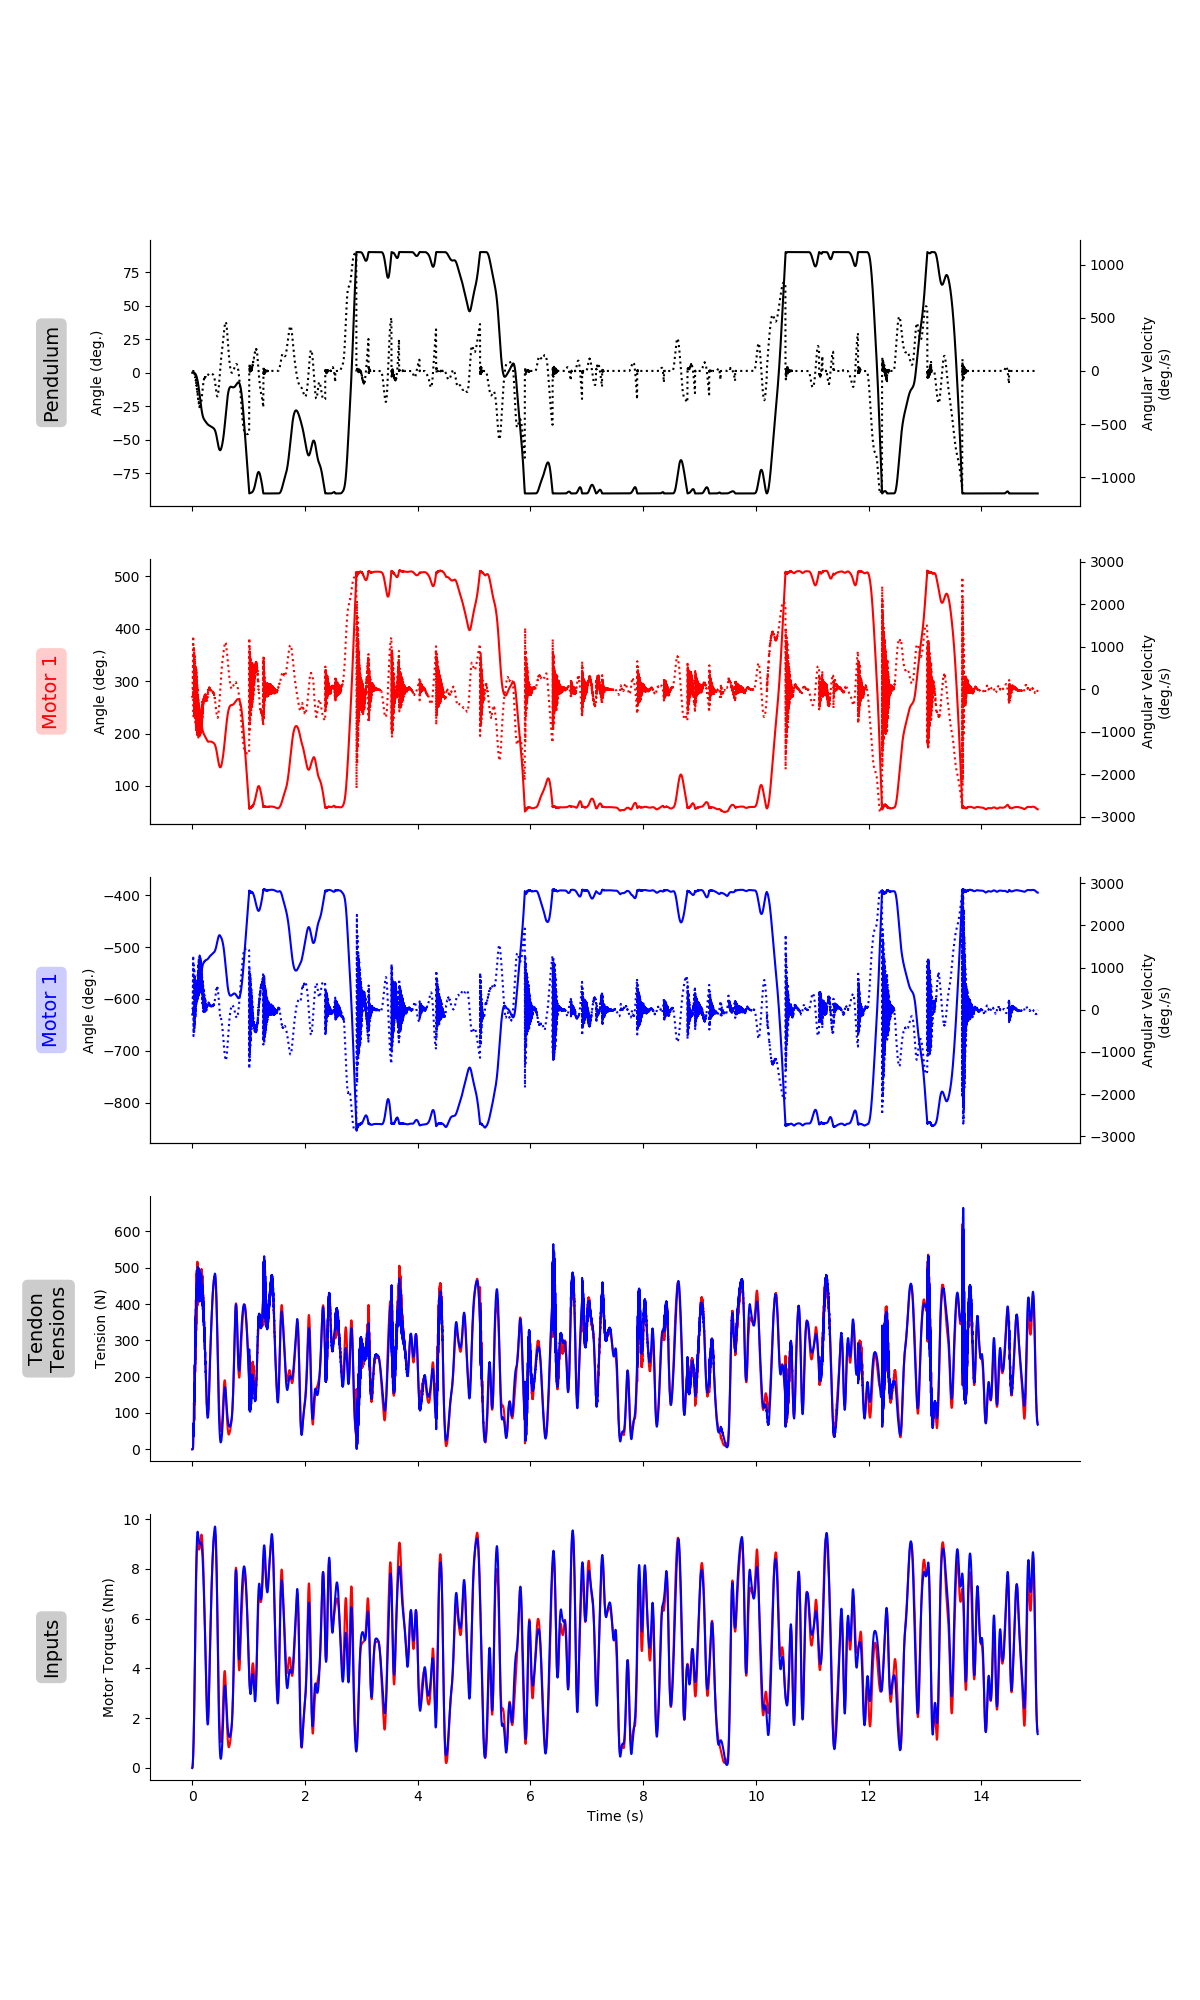 Pendulum
Angle (deg.)
75
50
25
0
−25
−50
−75
1000
500
0
−500
−1000
Angular Velocity
(deg./s)
Motor 1
Angle (deg.)
500
400
300
200
100
3000
2000
1000
0
−1000
−2000
−3000
Angular Velocity
(deg./s)
Motor 1
Angle (deg.)
−400
−500
−600
−700
−800
3000
2000
1000
0
−1000
−2000
−3000
Angular Velocity
(deg./s)
Tendon
Tensions
Tension (N)
600
500
400
300
200
100
0
Inputs
Motor Torques (Nm)
10
8
6
4
2
0
0 2 4 6 8 10 12 14
Time (s)